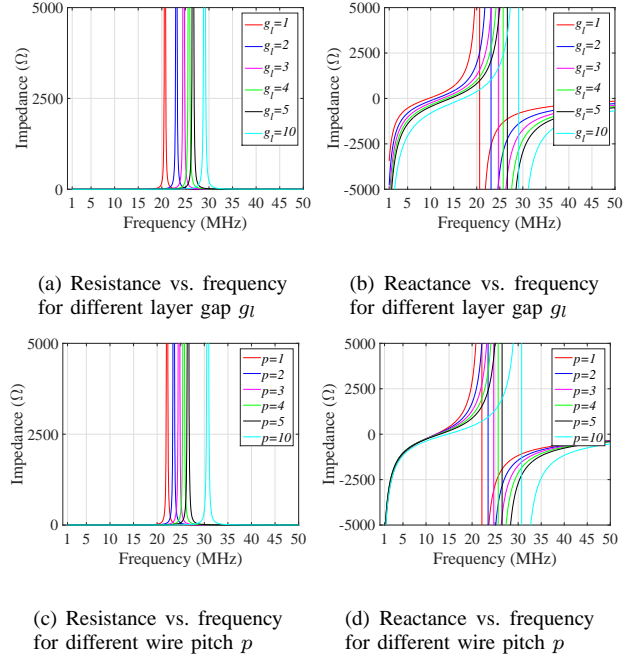 5000
2500
0
1 5 10 15 20 25 30 35 40 45 50
Frequency (MHz)
Impedance (Ω)
g_l=1
g_l=2
g_l=3
g_l=4
g_l=5
g_l=10
5000
2500
0
-2500
-5000
1 5 10 15 20 25 30 35 40 45 50
Frequency (MHz)
Impedance (Ω)
g_l=1
g_l=2
g_l=3
g_l=4
g_l=5
g_l=10
(a) Resistance vs. frequency
for different layer gap g_l
(b) Reactance vs. frequency
for different layer gap g_l
5000
2500
0
1 5 10 15 20 25 30 35 40 45 50
Frequency (MHz)
Impedance (Ω)
p=1
p=2
p=3
p=4
p=5
p=10
5000
2500
0
-2500
-5000
1 5 10 15 20 25 30 35 40 45 50
Frequency (MHz)
Impedance (Ω)
p=1
p=2
p=3
p=4
p=5
p=10
(c) Resistance vs. frequency
for different wire pitch p
(d) Reactance vs. frequency
for different wire pitch p